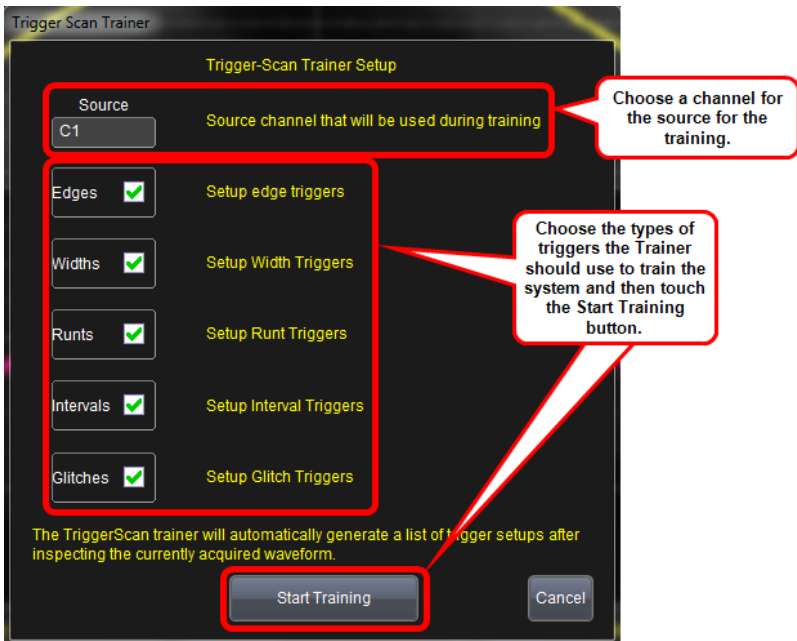 Trigger Scan Trainer
Trigger-Scan Trainer Setup
Source
C1
Source channel that will be used during training
Choose a channel for
the source for the
training.
Edges
Setup edge triggers
Widths
Setup Width Triggers
Runts
Setup Runt Triggers
Intervals
Setup Interval Triggers
Glitches
Setup Glitch Triggers
Choose the types of
triggers the Trainer
should use to train the
system and then touch
the Start Training
button.
The TriggerScan trainer will automatically generate a list of trigger setups after
inspecting the currently acquired waveform.
Start Training
Cancel